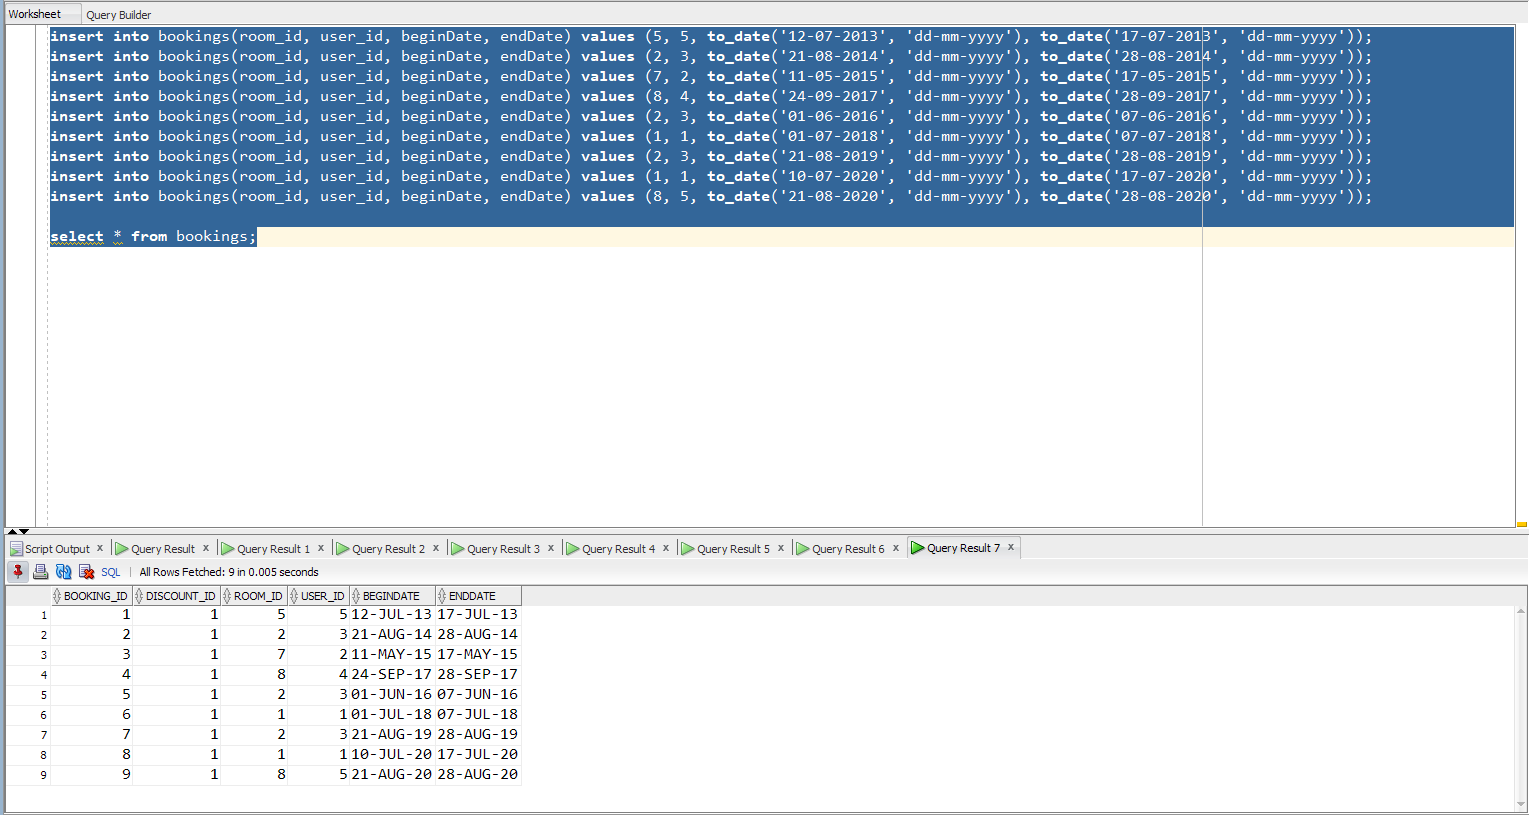 Worksheet Query Builder
insert into bookings(room_id, user_id, beginDate, endDate) values (5, 5, to_date('12-07-2013', 'dd-mm-yyyy'), to_date('17-07-2013', 'dd-mm-yyyy'));
insert into bookings(room_id, user_id, beginDate, endDate) values (2, 3, to_date('21-08-2014', 'dd-mm-yyyy'), to_date('28-08-2014', 'dd-mm-yyyy'));
insert into bookings(room_id, user_id, beginDate, endDate) values (7, 2, to_date('11-05-2015', 'dd-mm-yyyy'), to_date('17-05-2015', 'dd-mm-yyyy'));
insert into bookings(room_id, user_id, beginDate, endDate) values (8, 4, to_date('24-09-2017', 'dd-mm-yyyy'), to_date('28-09-2017', 'dd-mm-yyyy'));
insert into bookings(room_id, user_id, beginDate, endDate) values (2, 3, to_date('01-06-2016', 'dd-mm-yyyy'), to_date('07-06-2016', 'dd-mm-yyyy'));
insert into bookings(room_id, user_id, beginDate, endDate) values (1, 1, to_date('01-07-2018', 'dd-mm-yyyy'), to_date('07-07-2018', 'dd-mm-yyyy'));
insert into bookings(room_id, user_id, beginDate, endDate) values (2, 3, to_date('21-08-2019', 'dd-mm-yyyy'), to_date('28-08-2019', 'dd-mm-yyyy'));
insert into bookings(room_id, user_id, beginDate, endDate) values (1, 1, to_date('10-07-2020', 'dd-mm-yyyy'), to_date('17-07-2020', 'dd-mm-yyyy'));
insert into bookings(room_id, user_id, beginDate, endDate) values (8, 5, to_date('21-08-2020', 'dd-mm-yyyy'), to_date('28-08-2020', 'dd-mm-yyyy'));
select * from bookings;
Script Output x Query Result x Query Result 1 x Query Result 2 x Query Result 3 x Query Result 4 x Query Result 5 x Query Result 6 x Query Result 7 x
SQL | All Rows Fetched: 9 in 0.005 seconds
BOOKING_ID DISCOUNT_ID ROOM_ID USER_ID BEGINDATE ENDDATE
1 1 1 5 5 12-JUL-13 17-JUL-13
2 2 1 2 3 21-AUG-14 28-AUG-14
3 3 1 7 2 11-MAY-15 17-MAY-15
4 4 1 8 4 24-SEP-17 28-SEP-17
5 5 1 2 3 01-JUN-16 07-JUN-16
6 6 1 1 1 01-JUL-18 07-JUL-18
7 7 1 2 3 21-AUG-19 28-AUG-19
8 8 1 1 1 10-JUL-20 17-JUL-20
9 9 1 8 5 21-AUG-20 28-AUG-20